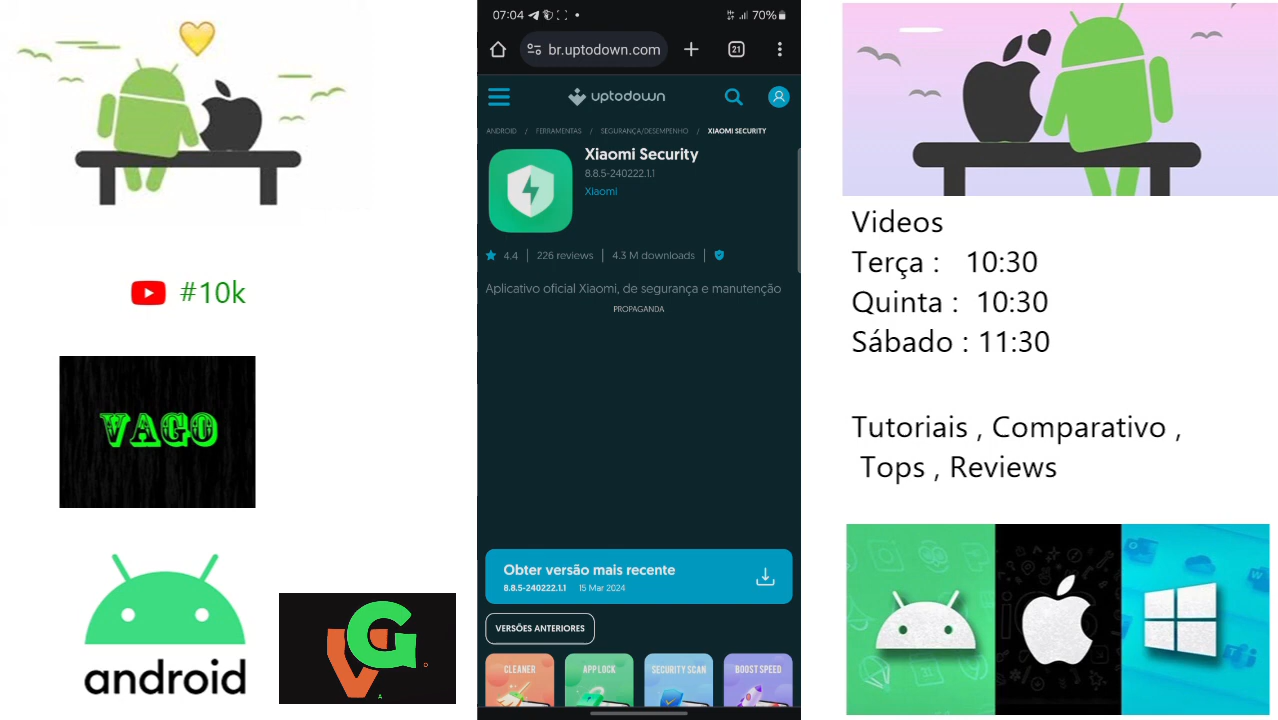 #10k
VAGO
android
VG
A
07:04
70%
br.uptodown.com
21
uptodown
ANDROID / FERRAMENTAS / SEGURANÇA/DESEMPENHO / XIAOMI SECURITY
Xiaomi Security
8.8.5-240222.1.1
Xiaomi
4.4 | 226 reviews | 4.3 M downloads |
Aplicativo oficial Xiaomi, de segurança e manutenção
PROPAGANDA
Obter versão mais recente
8.8.5-240222.1.1 15 Mar 2024
VERSÕES ANTERIORES
CLEANER
APP LOCK
SECURITY SCAN
BOOST SPEED
Videos
Terça : 10:30
Quinta : 10:30
Sábado : 11:30
Tutoriais , Comparativo ,
Tops , Reviews